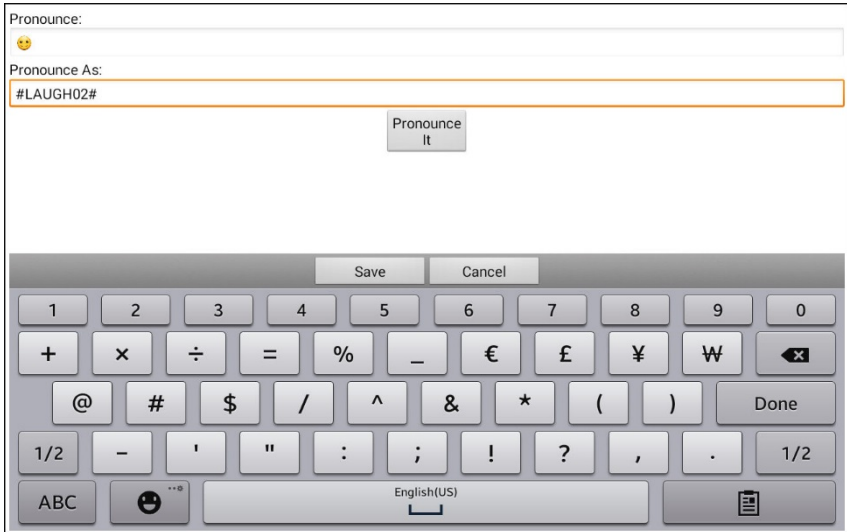 Pronounce:
Pronounce As:
#LAUGH02#
Pronounce
It
Save Cancel
1 2 3 4 5 6 7 8 9 0
+ × ÷ = % _ € £ ¥ ₩
@ # $ / ^ & * ( ) Done
1/2 - ' " : ; ! ? , . 1/2
ABC English(US)